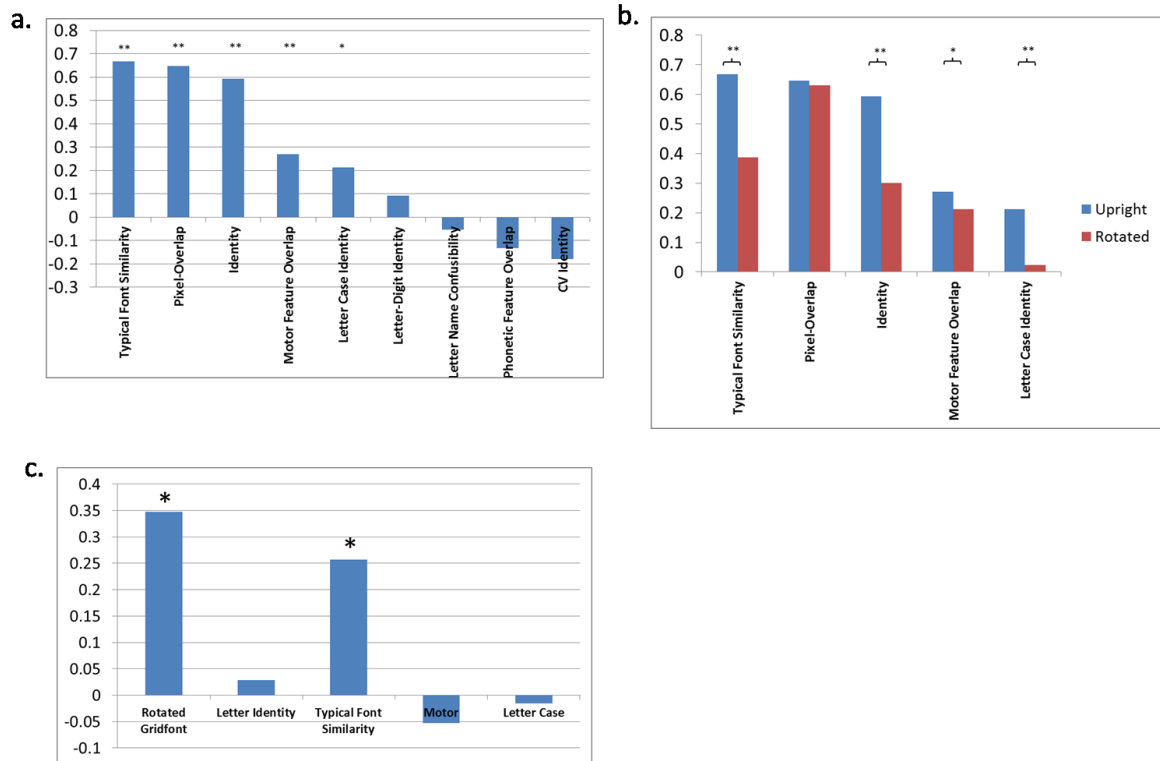 a.
0.8
0.7
0.6
0.5
0.4
0.3
0.2
0.1
0
-0.1
-0.2
-0.3
** ** ** ** *
Typical Font Similarity
Pixel-Overlap
Identity
Motor Feature Overlap
Letter Case Identity
Letter-Digit Identity
Letter Name Confusibility
Phonetic Feature Overlap
CV Identity
b.
0.8
0.7
0.6
0.5
0.4
0.3
0.2
0.1
0
** ** * **
Typical Font Similarity
Pixel-Overlap
Identity
Motor Feature Overlap
Letter Case Identity
Upright
Rotated
c.
0.4
0.35
0.3
0.25
0.2
0.15
0.1
0.05
0
-0.05
-0.1
* *
Rotated
Gridfont
Letter Identity
Typical Font
Similarity
Motor
Letter Case